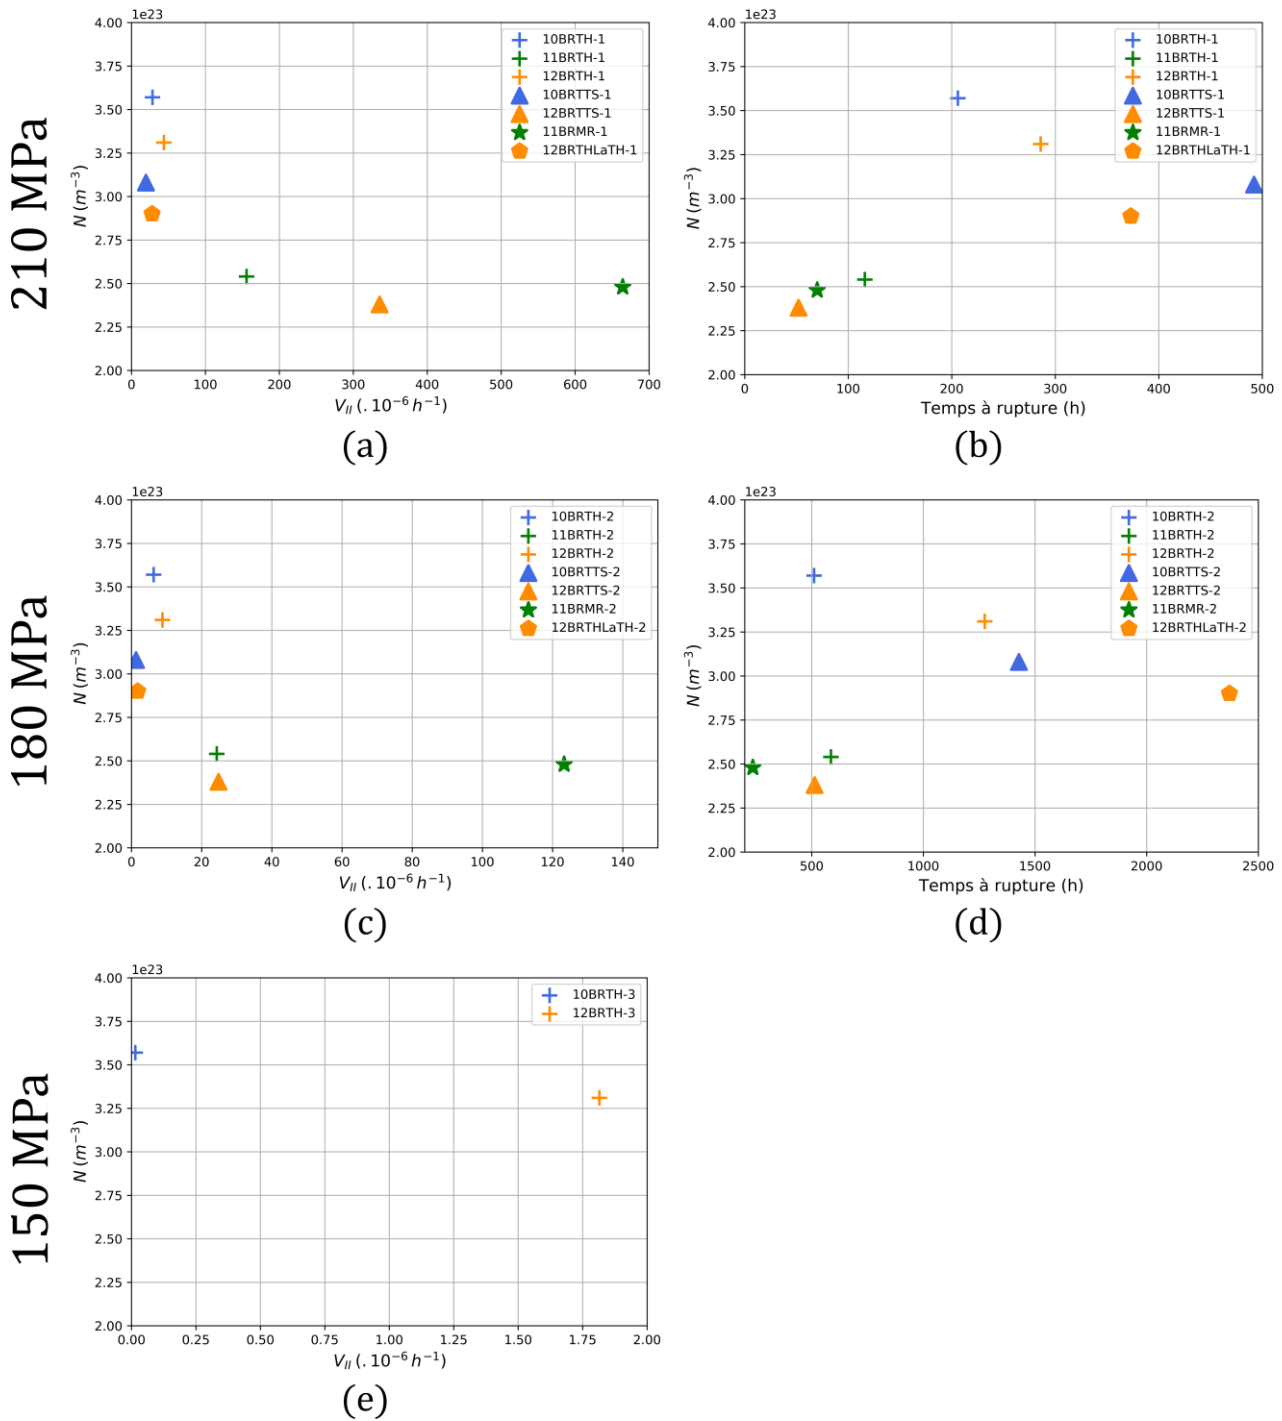 210 MPa
1e23
4.00
3.75
3.50
3.25
3.00
2.75
2.50
2.25
2.00
N (m⁻³)
0 100 200 300 400 500 600 700
V_II (. 10⁻⁶ h⁻¹)
10BRTH-1
11BRTH-1
12BRTH-1
10BRTTS-1
12BRTTS-1
11BRMR-1
12BRTHLaTH-1
(a)
1e23
4.00
3.75
3.50
3.25
3.00
2.75
2.50
2.25
2.00
N (m⁻³)
0 100 200 300 400 500
Temps à rupture (h)
10BRTH-1
11BRTH-1
12BRTH-1
10BRTTS-1
12BRTTS-1
11BRMR-1
12BRTHLaTH-1
(b)
180 MPa
1e23
4.00
3.75
3.50
3.25
3.00
2.75
2.50
2.25
2.00
N (m⁻³)
0 20 40 60 80 100 120 140
V_II (. 10⁻⁶ h⁻¹)
10BRTH-2
11BRTH-2
12BRTH-2
10BRTTS-2
12BRTTS-2
11BRMR-2
12BRTHLaTH-2
(c)
1e23
4.00
3.75
3.50
3.25
3.00
2.75
2.50
2.25
2.00
N (m⁻³)
500 1000 1500 2000 2500
Temps à rupture (h)
10BRTH-2
11BRTH-2
12BRTH-2
10BRTTS-2
12BRTTS-2
11BRMR-2
12BRTHLaTH-2
(d)
150 MPa
1e23
4.00
3.75
3.50
3.25
3.00
2.75
2.50
2.25
2.00
N (m⁻³)
0.00 0.25 0.50 0.75 1.00 1.25 1.50 1.75 2.00
V_II (. 10⁻⁶ h⁻¹)
10BRTH-3
12BRTH-3
(e)